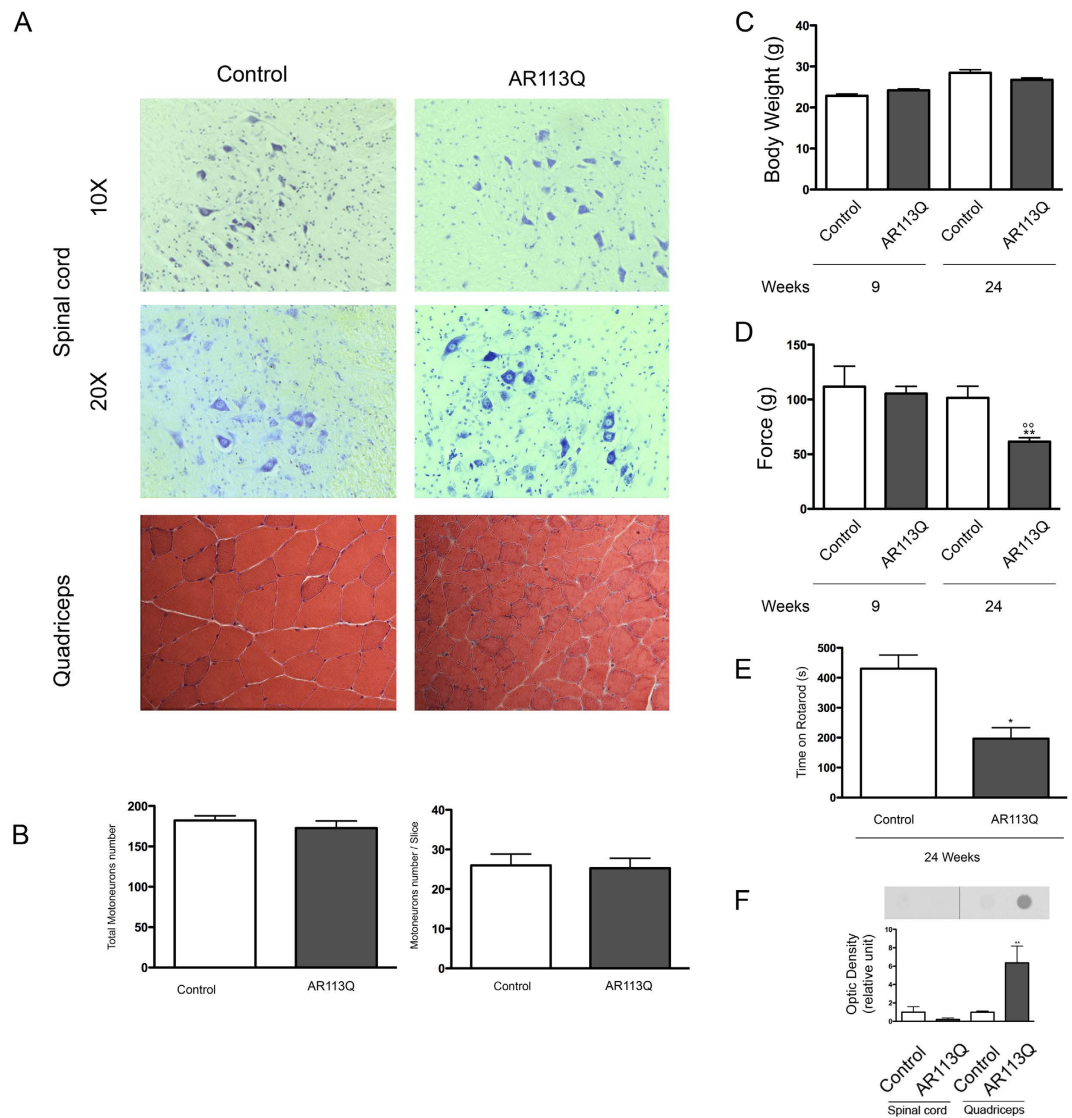 A
Control
AR113Q
Spinal cord
10X
20X
Quadriceps
B
Total Motoneurons number
200
150
100
50
0
Control
AR113Q
Motoneurons number / Slice
40
30
20
10
0
Control
AR113Q
C
Body Weight (g)
40
30
20
10
0
Control
AR113Q
Control
AR113Q
Weeks 9 24
D
Force (g)
150
100
50
0
°°
**
Control
AR113Q
Control
AR113Q
Weeks 9 24
E
Time on Rotarod (s)
500
400
300
200
100
0
*
Control
AR113Q
24 Weeks
F
Optic Density
(relative unit)
10
8
6
4
2
0
**
Control
AR113Q
Control
AR113Q
Spinal cord
Quadriceps